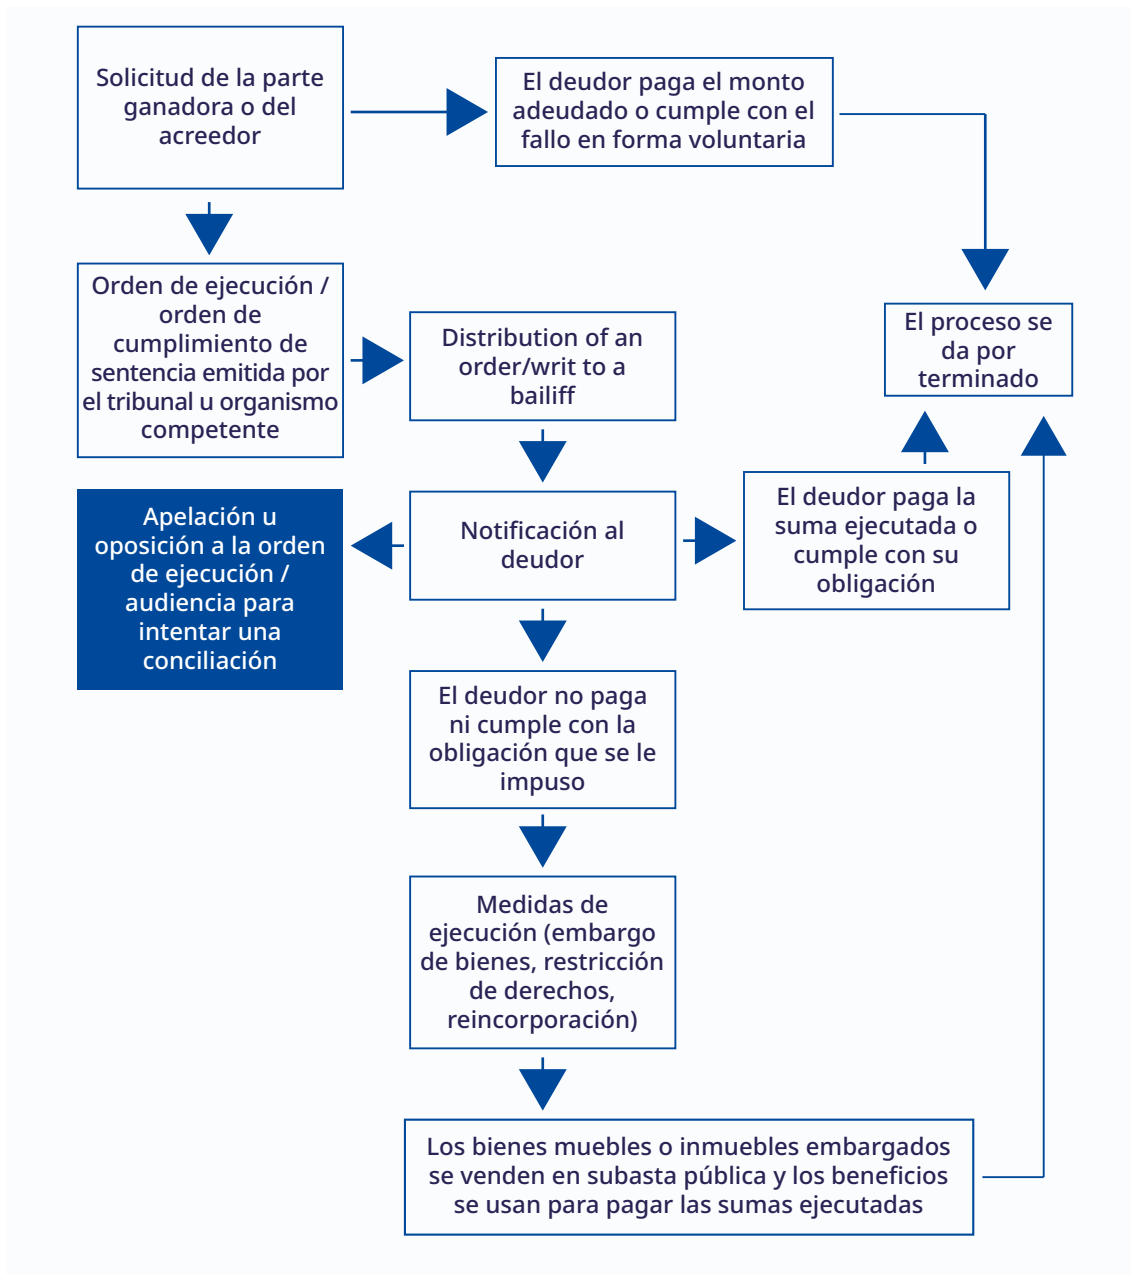 Solicitud de la parte
ganadora o del
acreedor
El deudor paga el monto
adeudado o cumple con el
fallo en forma voluntaria
Orden de ejecución /
orden de
cumplimiento de
sentencia emitida por
el tribunal u organismo
competente
Distribution of an
order/writ to a
bailiff
El proceso se
da por
terminado
Apelación u
oposición a la orden
de ejecución /
audiencia para
intentar una
conciliación
Notificación al
deudor
El deudor paga la
suma ejecutada o
cumple con su
obligación
El deudor no paga
ni cumple con la
obligación que se le
impuso
Medidas de
ejecución (embargo
de bienes, restricción
de derechos,
reincorporación)
Los bienes muebles o inmuebles embargados
se venden en subasta pública y los beneficios
se usan para pagar las sumas ejecutadas